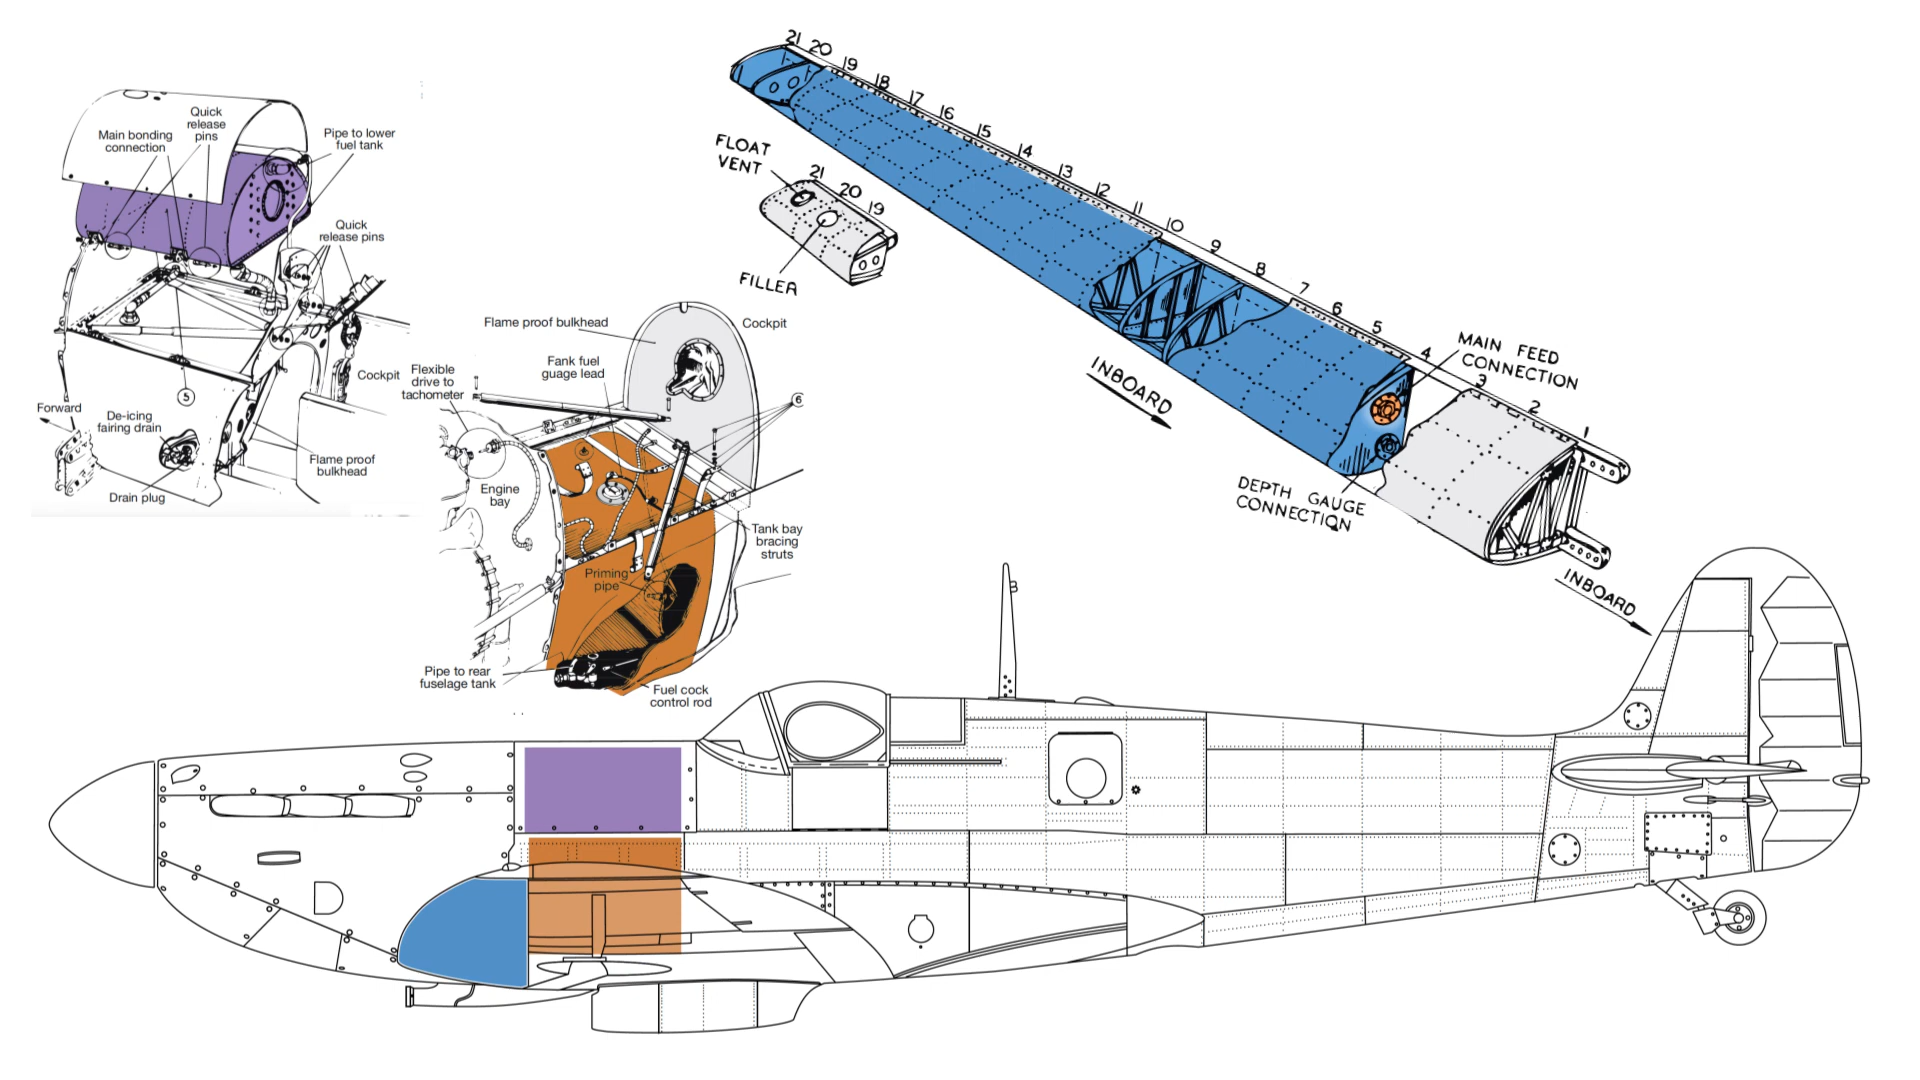 Quick
release
pins
Main bonding
connection
Pipe to lower
fuel tank
Quick
release pins
Cockpit
5
Forward
De-icing
fairing drain
Flame proof
bulkhead
Drain plug
Flame proof bulkhead
Cockpit
Fank fuel
guage lead
Flexible
drive to
tachometer
6
Engine
bay
Tank bay
bracing
struts
Priming
pipe
Pipe to rear
fuselage tank
Fuel cock
control rod
21 20 19 18 17 16 15 14 13 12 11 10 9 8 7 6 5 4 3 2 1
FLOAT
VENT
21 20 19
FILLER
INBOARD
MAIN FEED
CONNECTION
DEPTH GAUGE
CONNECTION
INBOARD